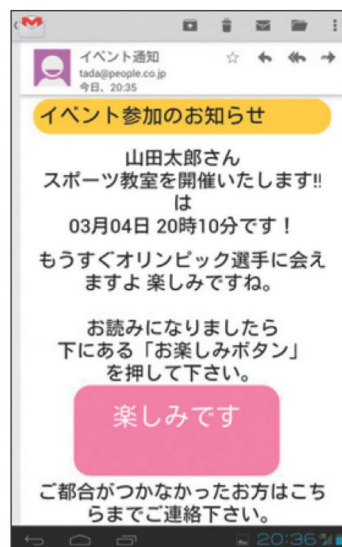 イベント通知
tada@people.co.jp
今日、20:35
イベント参加のお知らせ
山田太郎さん
スポーツ教室を開催いたします!!
は
03月04日 20時10分です！
もうすぐオリンピック選手に会え
ますよ 楽しみですね。
お読みになりましたら
下にある「お楽しみボタン」
を押して下さい。
楽しみです
ご都合がつかなかったお方はこち
らまでご連絡下さい。
20:36